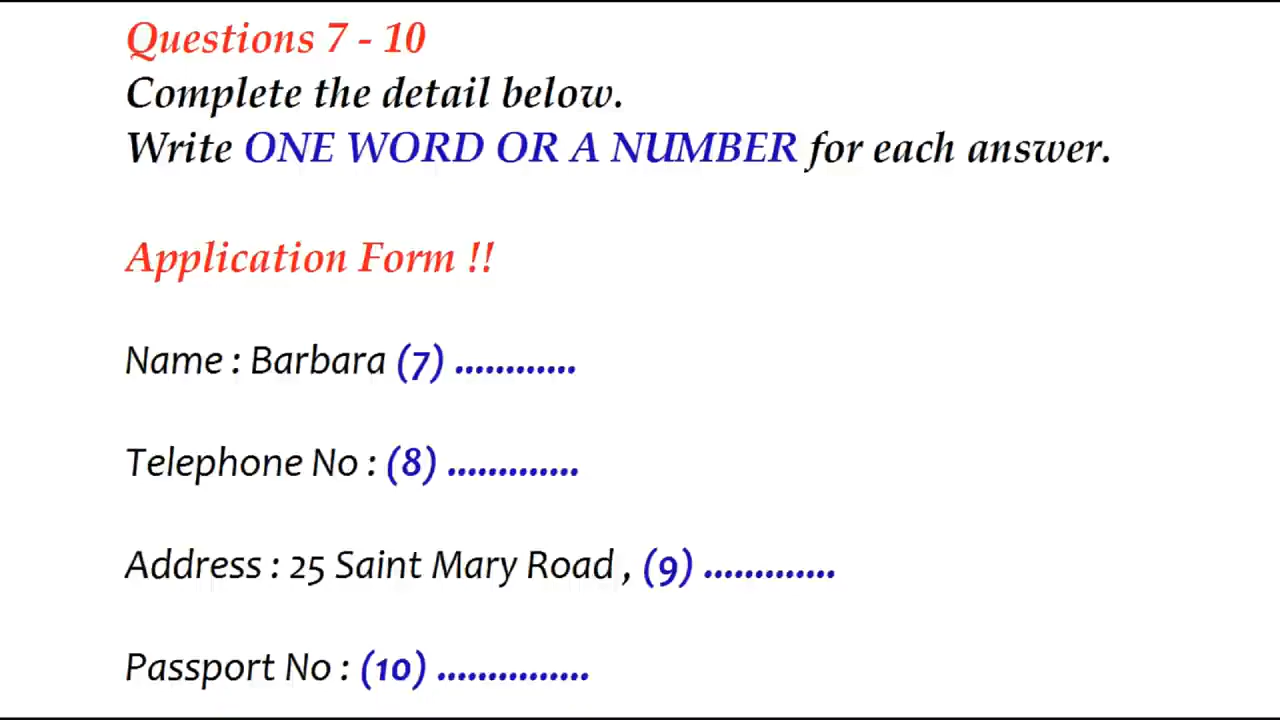 Questions 7 - 10
Complete the detail below.
Write ONE WORD OR A NUMBER for each answer.
Application Form !!
Name : Barbara (7) ............
Telephone No : (8) .............
Address : 25 Saint Mary Road , (9) .............
Passport No : (10) ...............